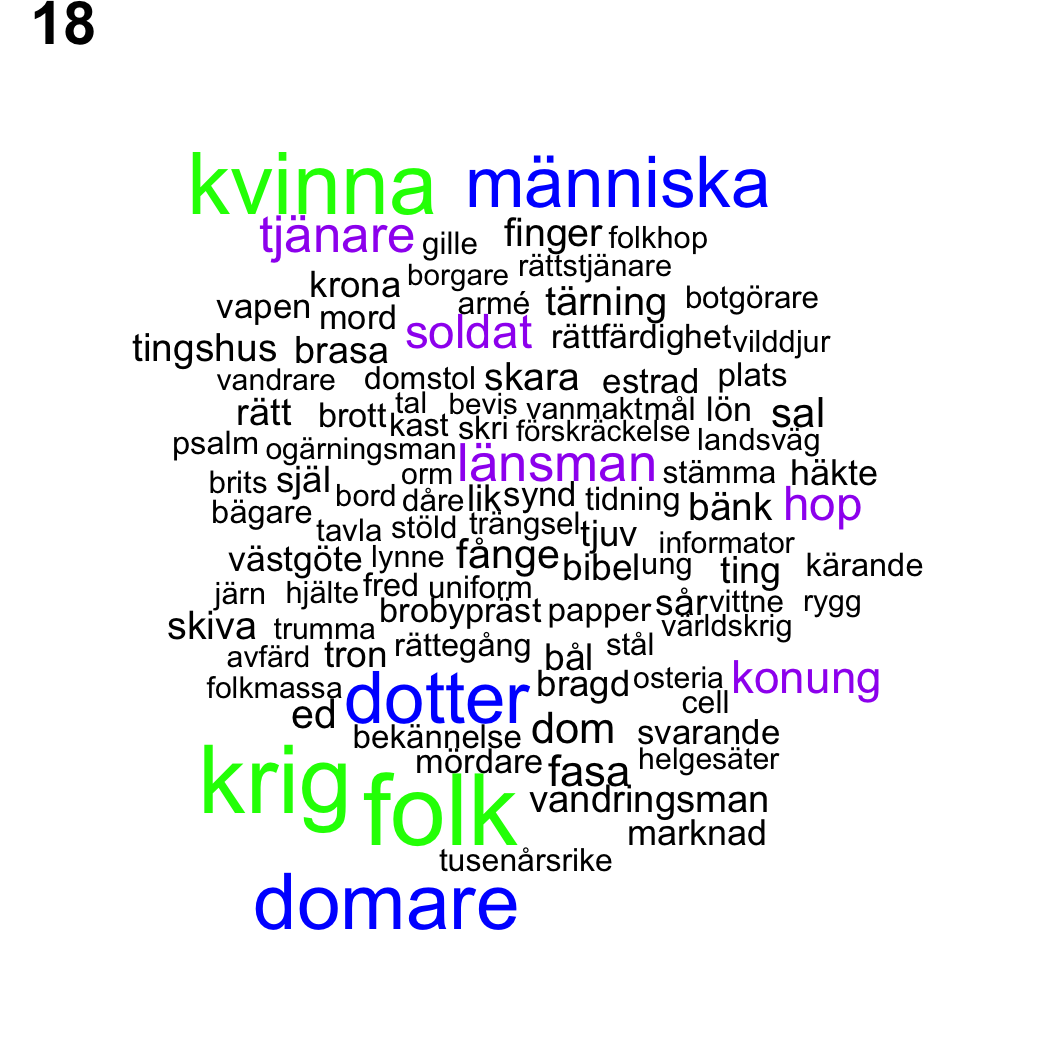 18
kvinna människa
tjänare gille finger folkhop
krona borgare rättstjänare
vapen mord armé tärning botgörare
tingshus brasa soldat rättfärdighet vilddjur
vandrare domstol skara estrad plats
rätt brott tal bevis vanmaktmål lön sal
kast skri förskräckelse landsväg
psalm ogärningsman länsman stämma häkte
brits själ orm
bord dåre lik synd tidning bänk hop
bägare tavla stöld trängsel tjuv informator
västgöte lynne fånge bibel ung ting kärande
järn hjälte fred uniform
brobypräst papper sår vittne rygg
skiva trumma världskrig
avfärd tron rättegång bål stål
folkmassa dotter bragd osteria konung
ed cell
bekännelse dom svarande
mördare fasa helgesäter
krig folk vandringsman
marknad
tusenårsrike
domare